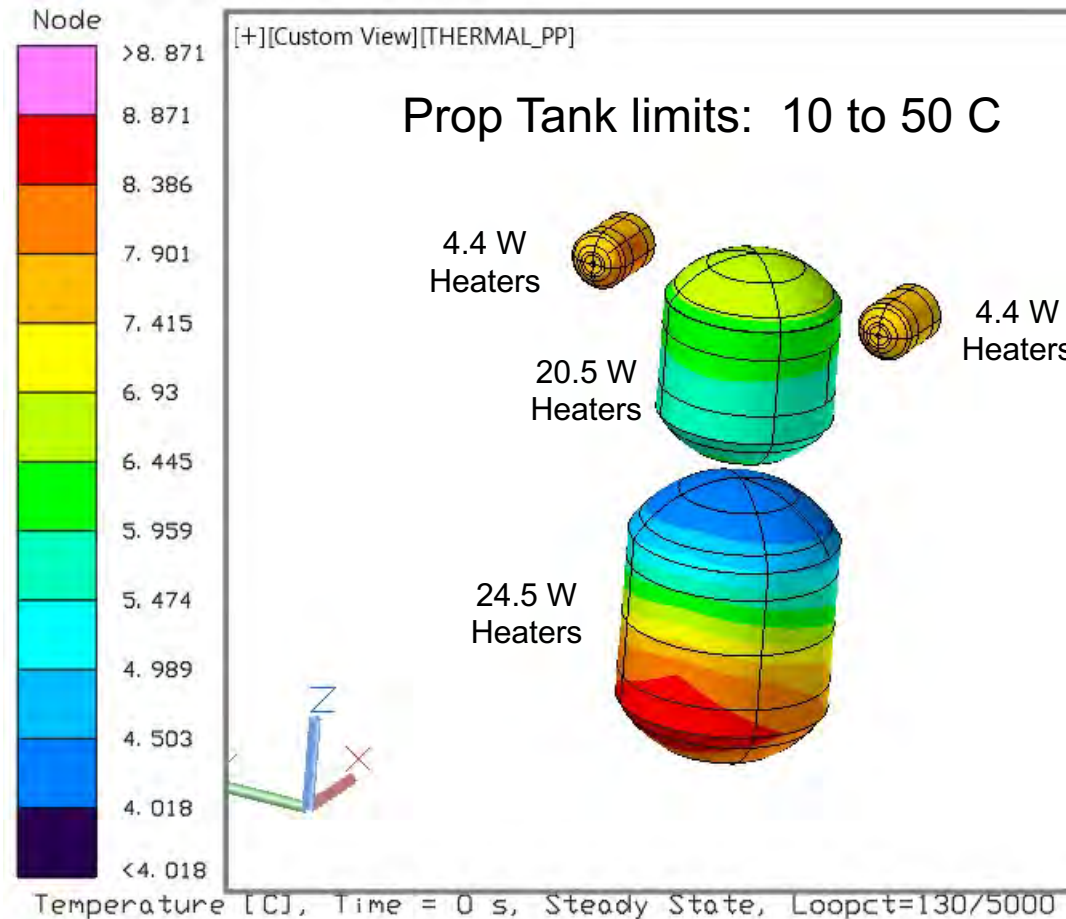 Node
>8.871
8.871
8.386
7.901
7.415
6.93
6.445
5.959
5.474
4.989
4.503
4.018
<4.018
[+][Custom View][THERMAL_PP]
Prop Tank limits: 10 to 50 C
4.4 W
Heaters
4.4 W
Heaters
20.5 W
Heaters
24.5 W
Heaters
Z
X
Temperature [C], Time = 0 s, Steady State, Loopct=130/5000